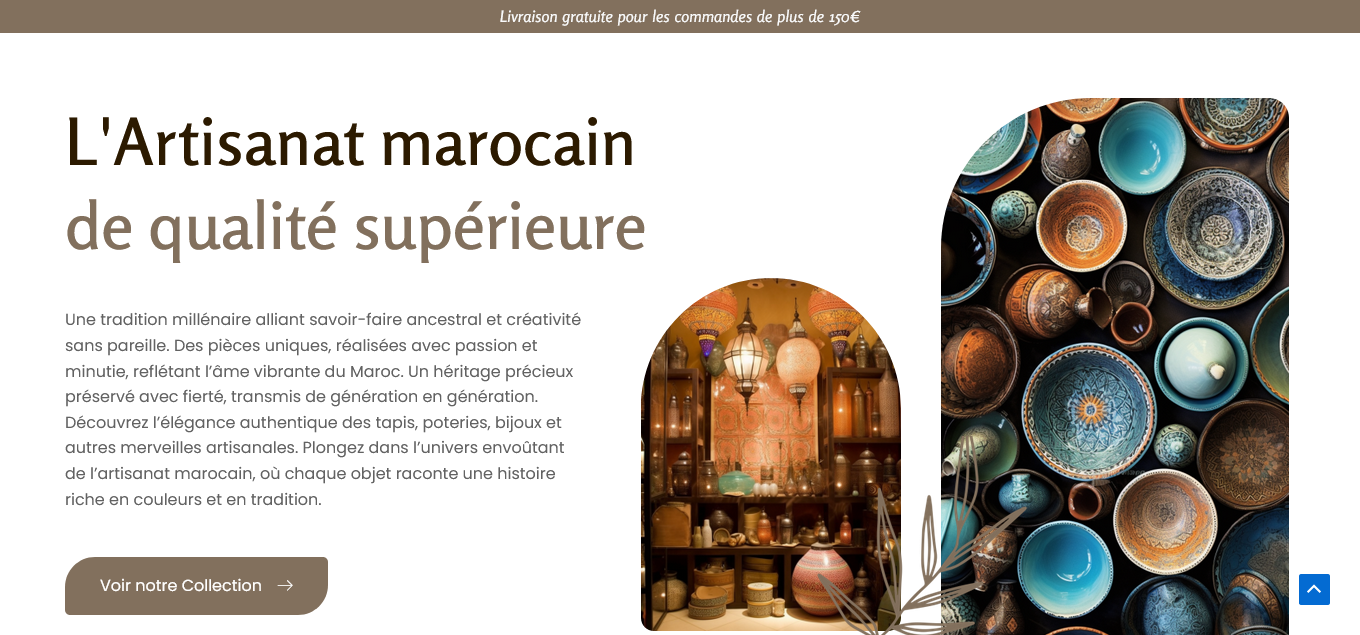 Livraison gratuite pour les commandes de plus de 150€
L'Artisanat marocain
de qualité supérieure
Une tradition millénaire alliant savoir-faire ancestral et créativité
sans pareille. Des pièces uniques, réalisées avec passion et
minutie, reflétant l’âme vibrante du Maroc. Un héritage précieux
préservé avec fierté, transmis de génération en génération.
Découvrez l’élégance authentique des tapis, poteries, bijoux et
autres merveilles artisanales. Plongez dans l’univers envoûtant
de l’artisanat marocain, où chaque objet raconte une histoire
riche en couleurs et en tradition.
Voir notre Collection